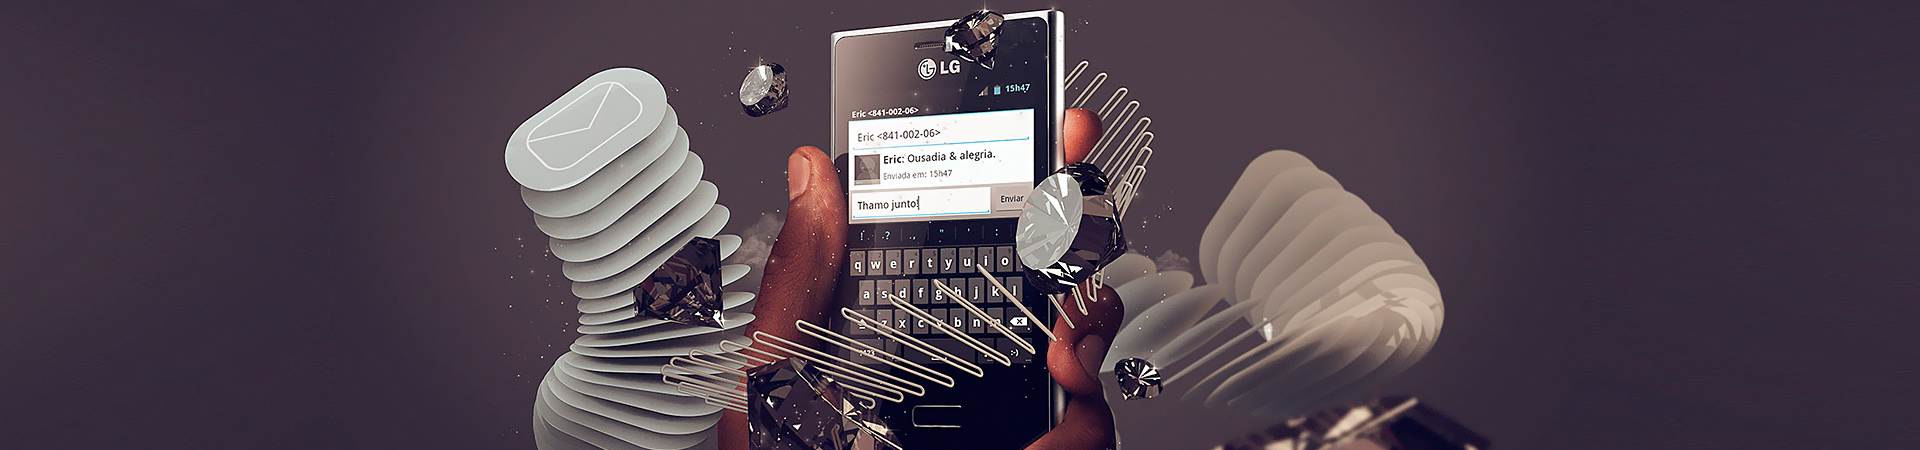 LG
15h47
Eric <841-002-06>
Eric <841-002-06>
Eric: Ousadia & alegria.
Enviada em: 15h47
Thamo junto!
Enviar
! . ? , " ' :
q w e r t y u i o
a s d f g h j k l
z x c v b n m
?123 :-)